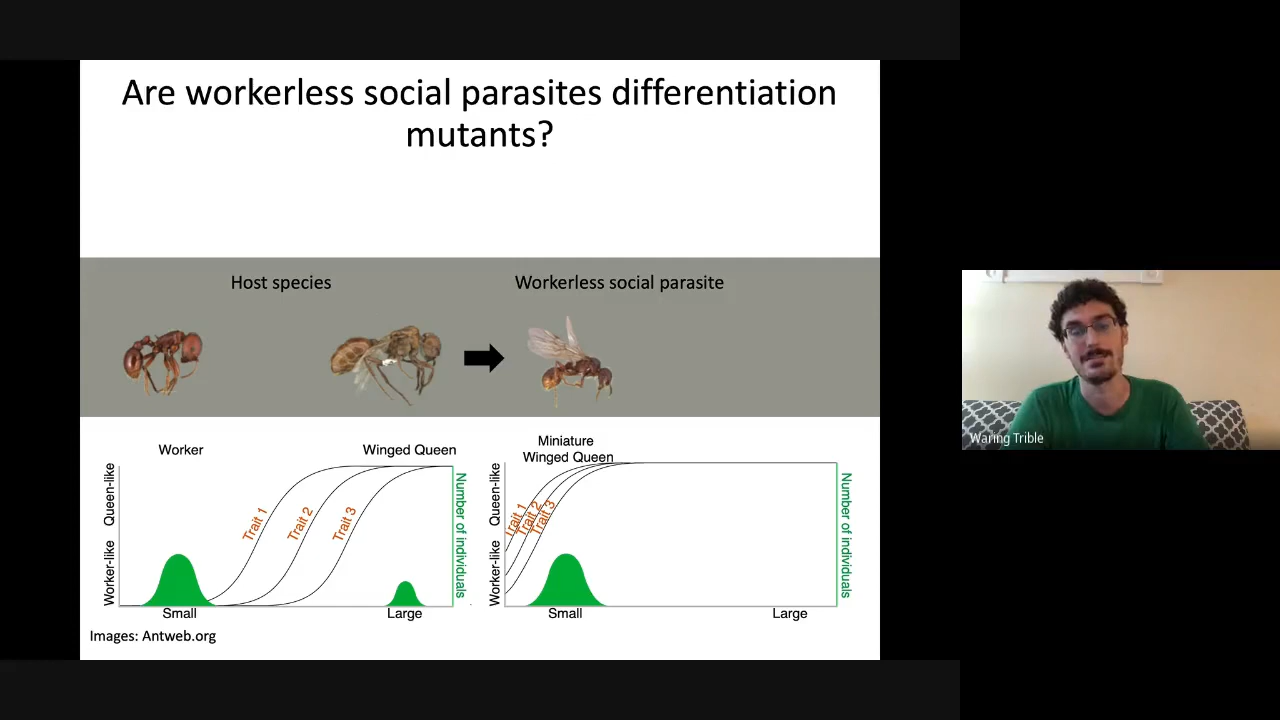 Are workerless social parasites differentiation
mutants?
Host species
Workerless social parasite
Worker
Winged Queen
Queen-like
Worker-like
Trait 1
Trait 2
Trait 3
Number of individuals
Small
Large
Miniature
Winged Queen
Queen-like
Worker-like
Trait 1
Trait 2
Trait 3
Number of individuals
Small
Large
Images: Antweb.org
Waring Trible